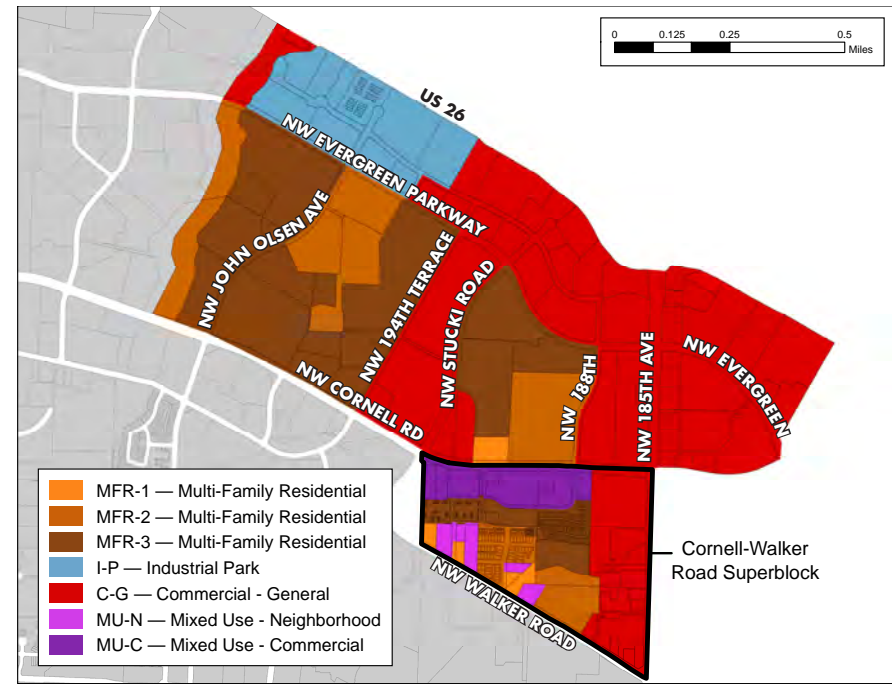 0 0.125 0.25 0.5
Miles
US 26
NW EVERGREEN PARKWAY
NW JOHN OLSEN AVE
NW 194TH TERRACE
NW STUCKI ROAD
NW 188TH
NW 185TH AVE
NW EVERGREEN
NW CORNELL RD
MFR-1 — Multi-Family Residential
MFR-2 — Multi-Family Residential
MFR-3 — Multi-Family Residential
I-P — Industrial Park
C-G — Commercial - General
MU-N — Mixed Use - Neighborhood
MU-C — Mixed Use - Commercial
NW WALKER ROAD
Cornell-Walker
Road Superblock